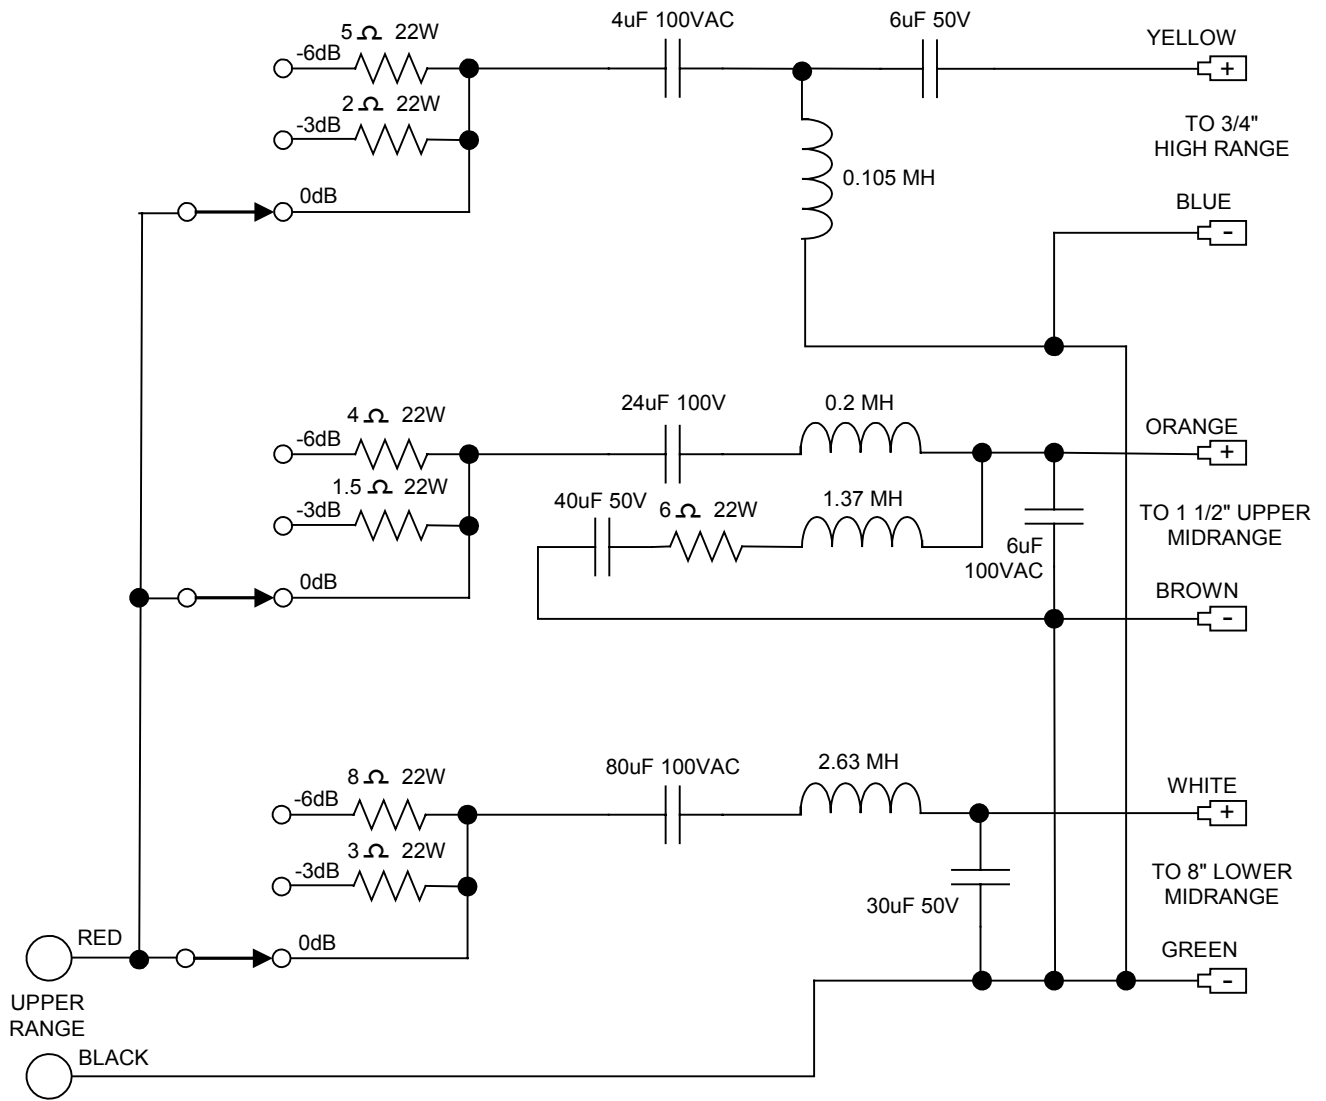 4uF 100VAC
6uF 50V
5 Ω 22W
-6dB
YELLOW
+
2 Ω 22W
-3dB
TO 3/4"
HIGH RANGE
0.105 MH
0dB
BLUE
-
4 Ω 22W
-6dB
24uF 100V
0.2 MH
ORANGE
+
1.5 Ω 22W
-3dB
40uF 50V
6 Ω 22W
1.37 MH
TO 1 1/2" UPPER
MIDRANGE
6uF
100VAC
0dB
BROWN
-
8 Ω 22W
-6dB
80uF 100VAC
2.63 MH
WHITE
+
3 Ω 22W
-3dB
TO 8" LOWER
MIDRANGE
30uF 50V
RED
0dB
GREEN
-
UPPER
RANGE
BLACK